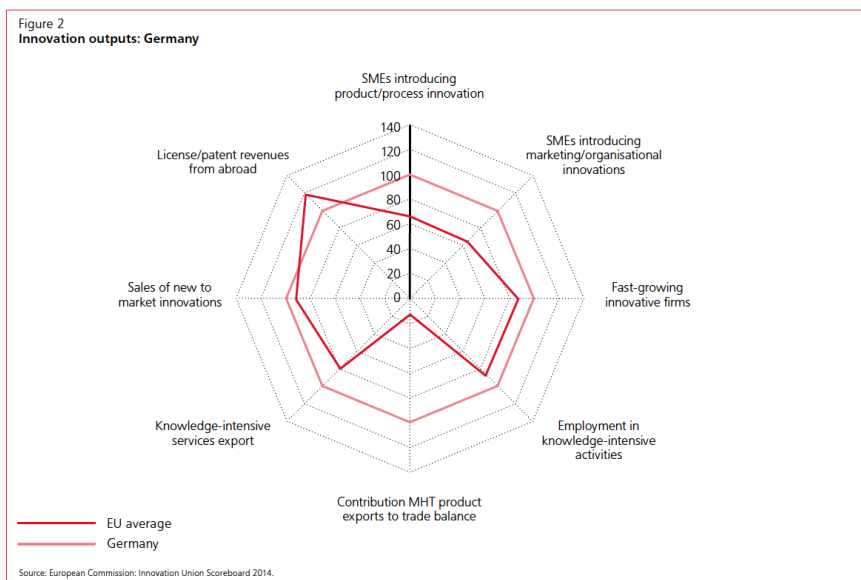 Figure 2
Innovation outputs: Germany
SMEs introducing
product/process innovation
SMEs introducing
marketing/organisational
innovations
Fast-growing
innovative firms
Employment in
knowledge-intensive
activities
Contribution MHT product
exports to trade balance
Knowledge-intensive
services export
Sales of new to
market innovations
License/patent revenues
from abroad
140
120
100
80
60
40
20
0
EU average
Germany
Source: European Commission: Innovation Union Scoreboard 2014.